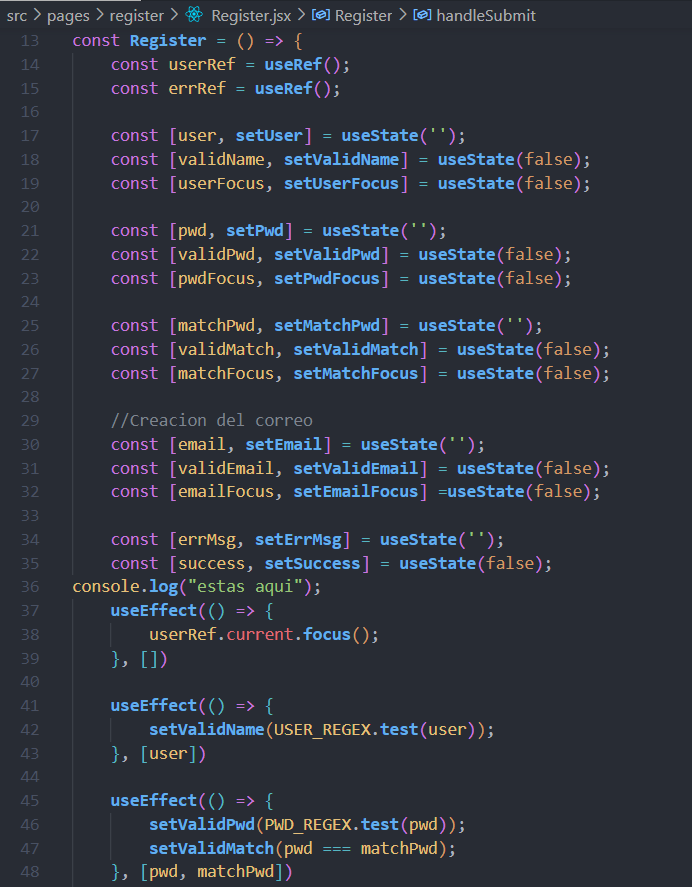 src > pages > register > Register.jsx > Register > handleSubmit
13 const Register = () => {
14 const userRef = useRef();
15 const errRef = useRef();
16
17 const [user, setUser] = useState('');
18 const [validName, setValidName] = useState(false);
19 const [userFocus, setUserFocus] = useState(false);
20
21 const [pwd, setPwd] = useState('');
22 const [validPwd, setValidPwd] = useState(false);
23 const [pwdFocus, setPwdFocus] = useState(false);
24
25 const [matchPwd, setMatchPwd] = useState('');
26 const [validMatch, setValidMatch] = useState(false);
27 const [matchFocus, setMatchFocus] = useState(false);
28
29 //Creacion del correo
30 const [email, setEmail] = useState('');
31 const [validEmail, setValidEmail] = useState(false);
32 const [emailFocus, setEmailFocus] =useState(false);
33
34 const [errMsg, setErrMsg] = useState('');
35 const [success, setSuccess] = useState(false);
36 console.log("estas aqui");
37 useEffect(() => {
38 userRef.current.focus();
39 }, [])
40
41 useEffect(() => {
42 setValidName(USER_REGEX.test(user));
43 }, [user])
44
45 useEffect(() => {
46 setValidPwd(PWD_REGEX.test(pwd));
47 setValidMatch(pwd === matchPwd);
48 }, [pwd, matchPwd])